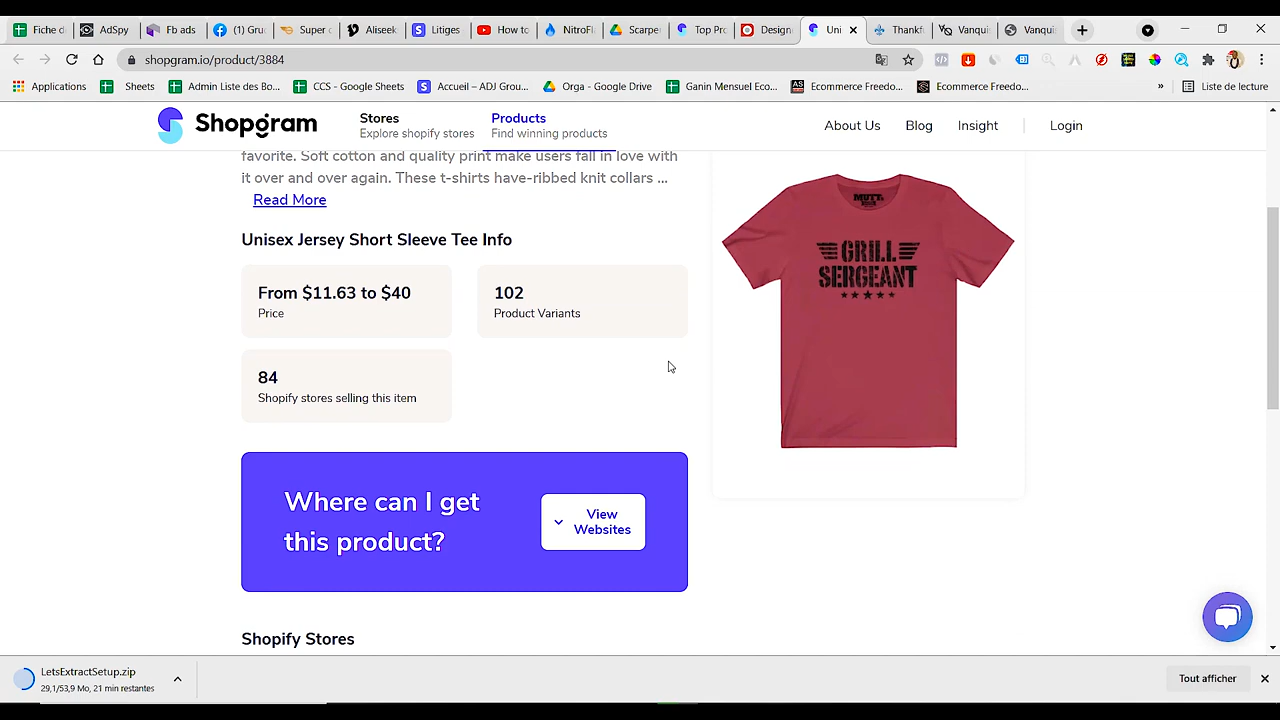 Fiche d
AdSpy
Fb ads
(1) Gru
Super c
Aliseek
Litiges
How to
NitroFl
Scarpe
Top Pro
Design
Uni
Thankf
Vanqui
Vanqui
shopgram.io/product/3884
Applications
Sheets
Admin Liste des Bo...
CCS - Google Sheets
Accueil – ADJ Grou...
Orga - Google Drive
Ganin Mensuel Eco...
Ecommerce Freedo...
Ecommerce Freedo...
»
Liste de lecture
Shopgram
Stores
Explore shopify stores
Products
Find winning products
About Us
Blog
Insight
Login
favorite. Soft cotton and quality print make users fall in love with
it over and over again. These t-shirts have-ribbed knit collars ...
Read More
Unisex Jersey Short Sleeve Tee Info
From $11.63 to $40
Price
102
Product Variants
84
Shopify stores selling this item
MUTT
GRILL
SERGEANT
Where can I get
this product?
View
Websites
Shopify Stores
LetsExtractSetup.zip
29,1/53,9 Mo, 21 min restantes
Tout afficher